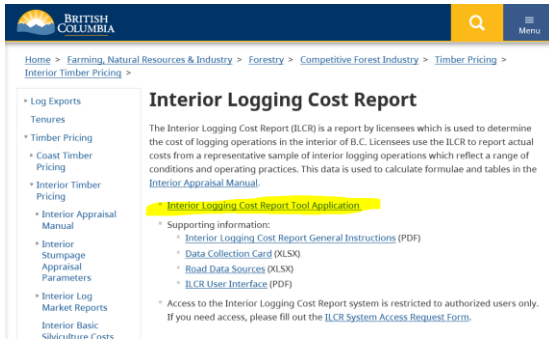 BRITISH
COLUMBIA
Menu
Home > Farming, Natural Resources & Industry > Forestry > Competitive Forest Industry > Timber Pricing >
Interior Timber Pricing >
Log Exports
Tenures
Timber Pricing
Coast Timber
Pricing
Interior Timber
Pricing
Interior Appraisal
Manual
Interior
Stumpage
Appraisal
Parameters
Interior Log
Market Reports
Interior Basic
Silviculture Costs
Interior Logging Cost Report
The Interior Logging Cost Report (ILCR) is a report by licensees which is used to determine
the cost of logging operations in the interior of B.C. Licensees use the ILCR to report actual
costs from a representative sample of interior logging operations which reflect a range of
conditions and operating practices. This data is used to calculate formulae and tables in the
Interior Appraisal Manual.
Interior Logging Cost Report Tool Application
Supporting information:
Interior Logging Cost Report General Instructions (PDF)
Data Collection Card (XLSX)
Road Data Sources (XLSX)
ILCR User Interface (PDF)
Access to the Interior Logging Cost Report system is restricted to authorized users only.
If you need access, please fill out the ILCR System Access Request Form.